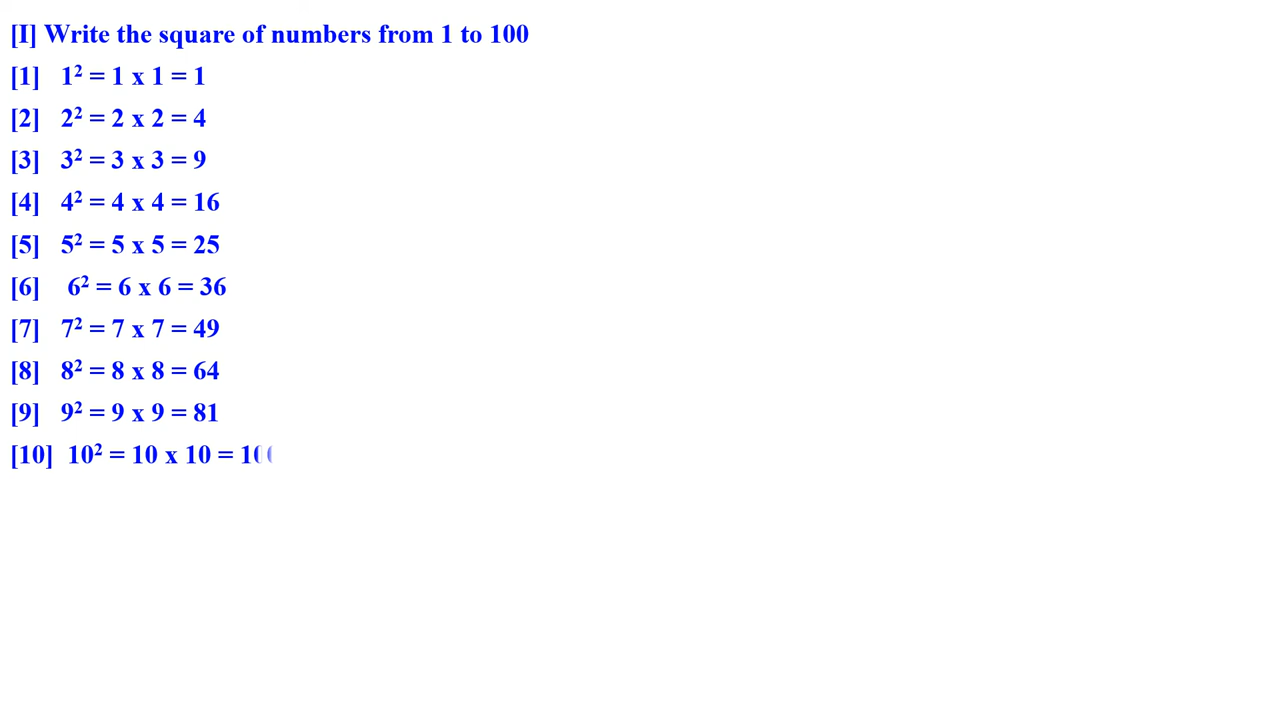 [I] Write the square of numbers from 1 to 100
[1] 1² = 1 x 1 = 1
[2] 2² = 2 x 2 = 4
[3] 3² = 3 x 3 = 9
[4] 4² = 4 x 4 = 16
[5] 5² = 5 x 5 = 25
[6] 6² = 6 x 6 = 36
[7] 7² = 7 x 7 = 49
[8] 8² = 8 x 8 = 64
[9] 9² = 9 x 9 = 81
[10] 10² = 10 x 10 = 100